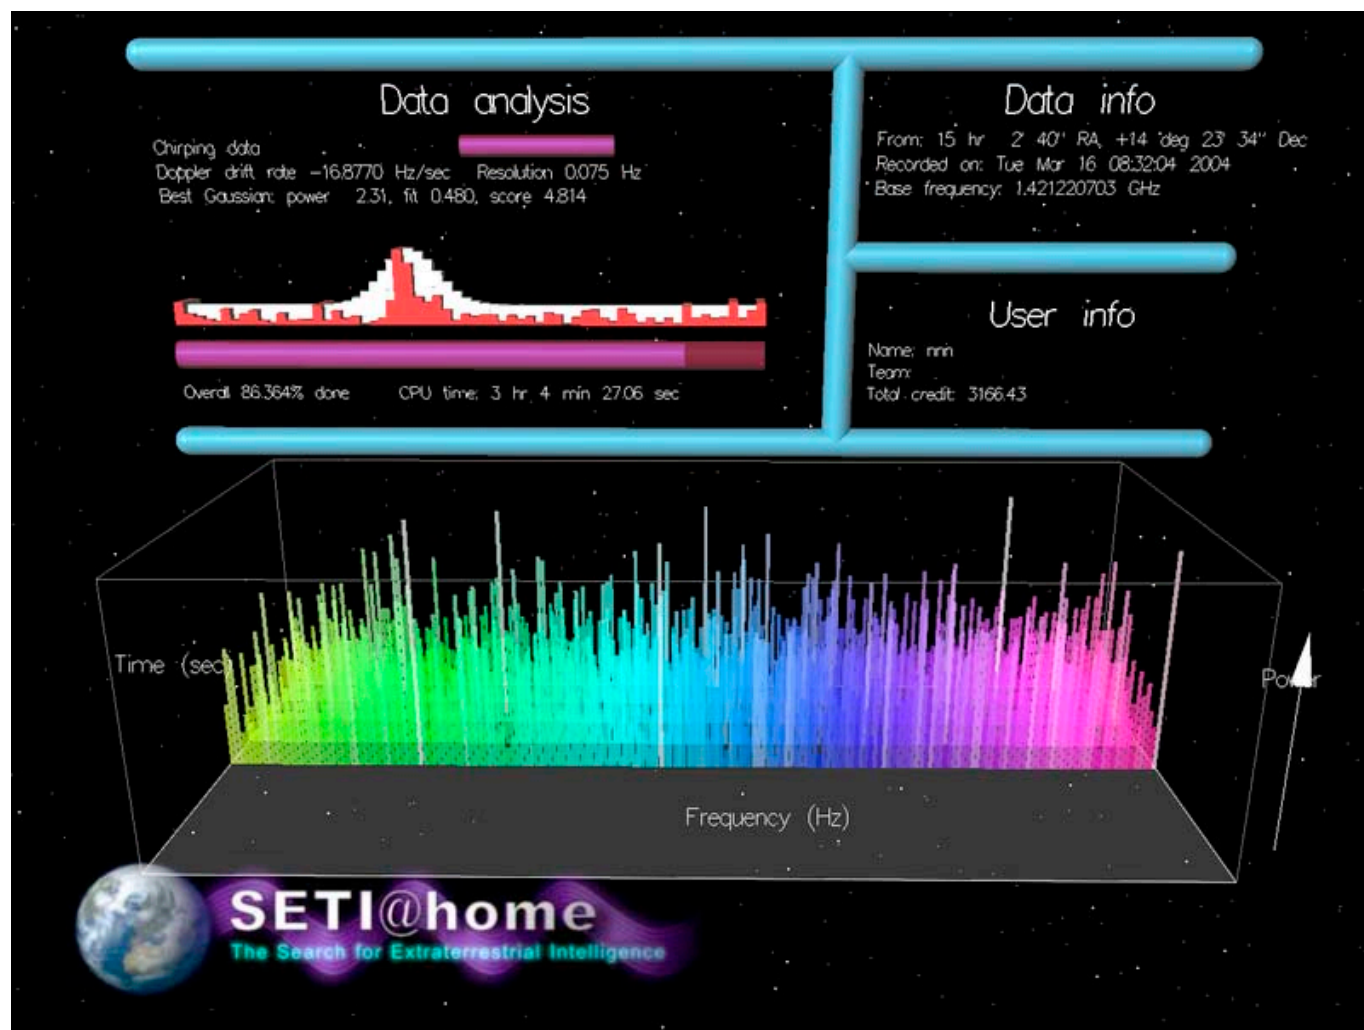 Data analysis
Chirping data
Doppler drift rate -16.8770 Hz/sec Resolution 0.075 Hz
Best Gaussian: power 2.31, fit 0.480, score 4.814
Overall 86.364% done CPU time: 3 hr 4 min 27.06 sec
Data info
From: 15 hr 2' 40'' RA, +14 deg 23' 34'' Dec
Recorded on: Tue Mar 16 08:32:04 2004
Base frequency: 1.421220703 GHz
User info
Name: nnn
Team:
Total credit: 3166.43
Time (sec)
Power
Frequency (Hz)
SETI@home
The Search for Extraterrestrial Intelligence